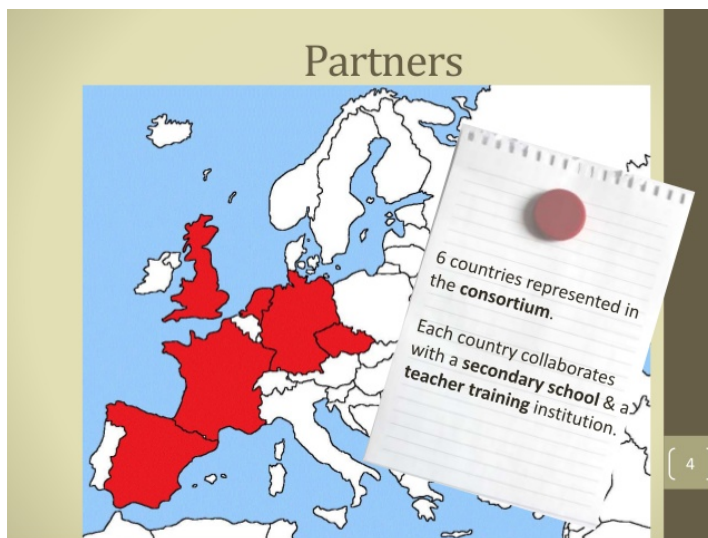 Partners
6 countries represented in
the consortium.
Each country collaborates
with a secondary school & a
teacher training institution.
4